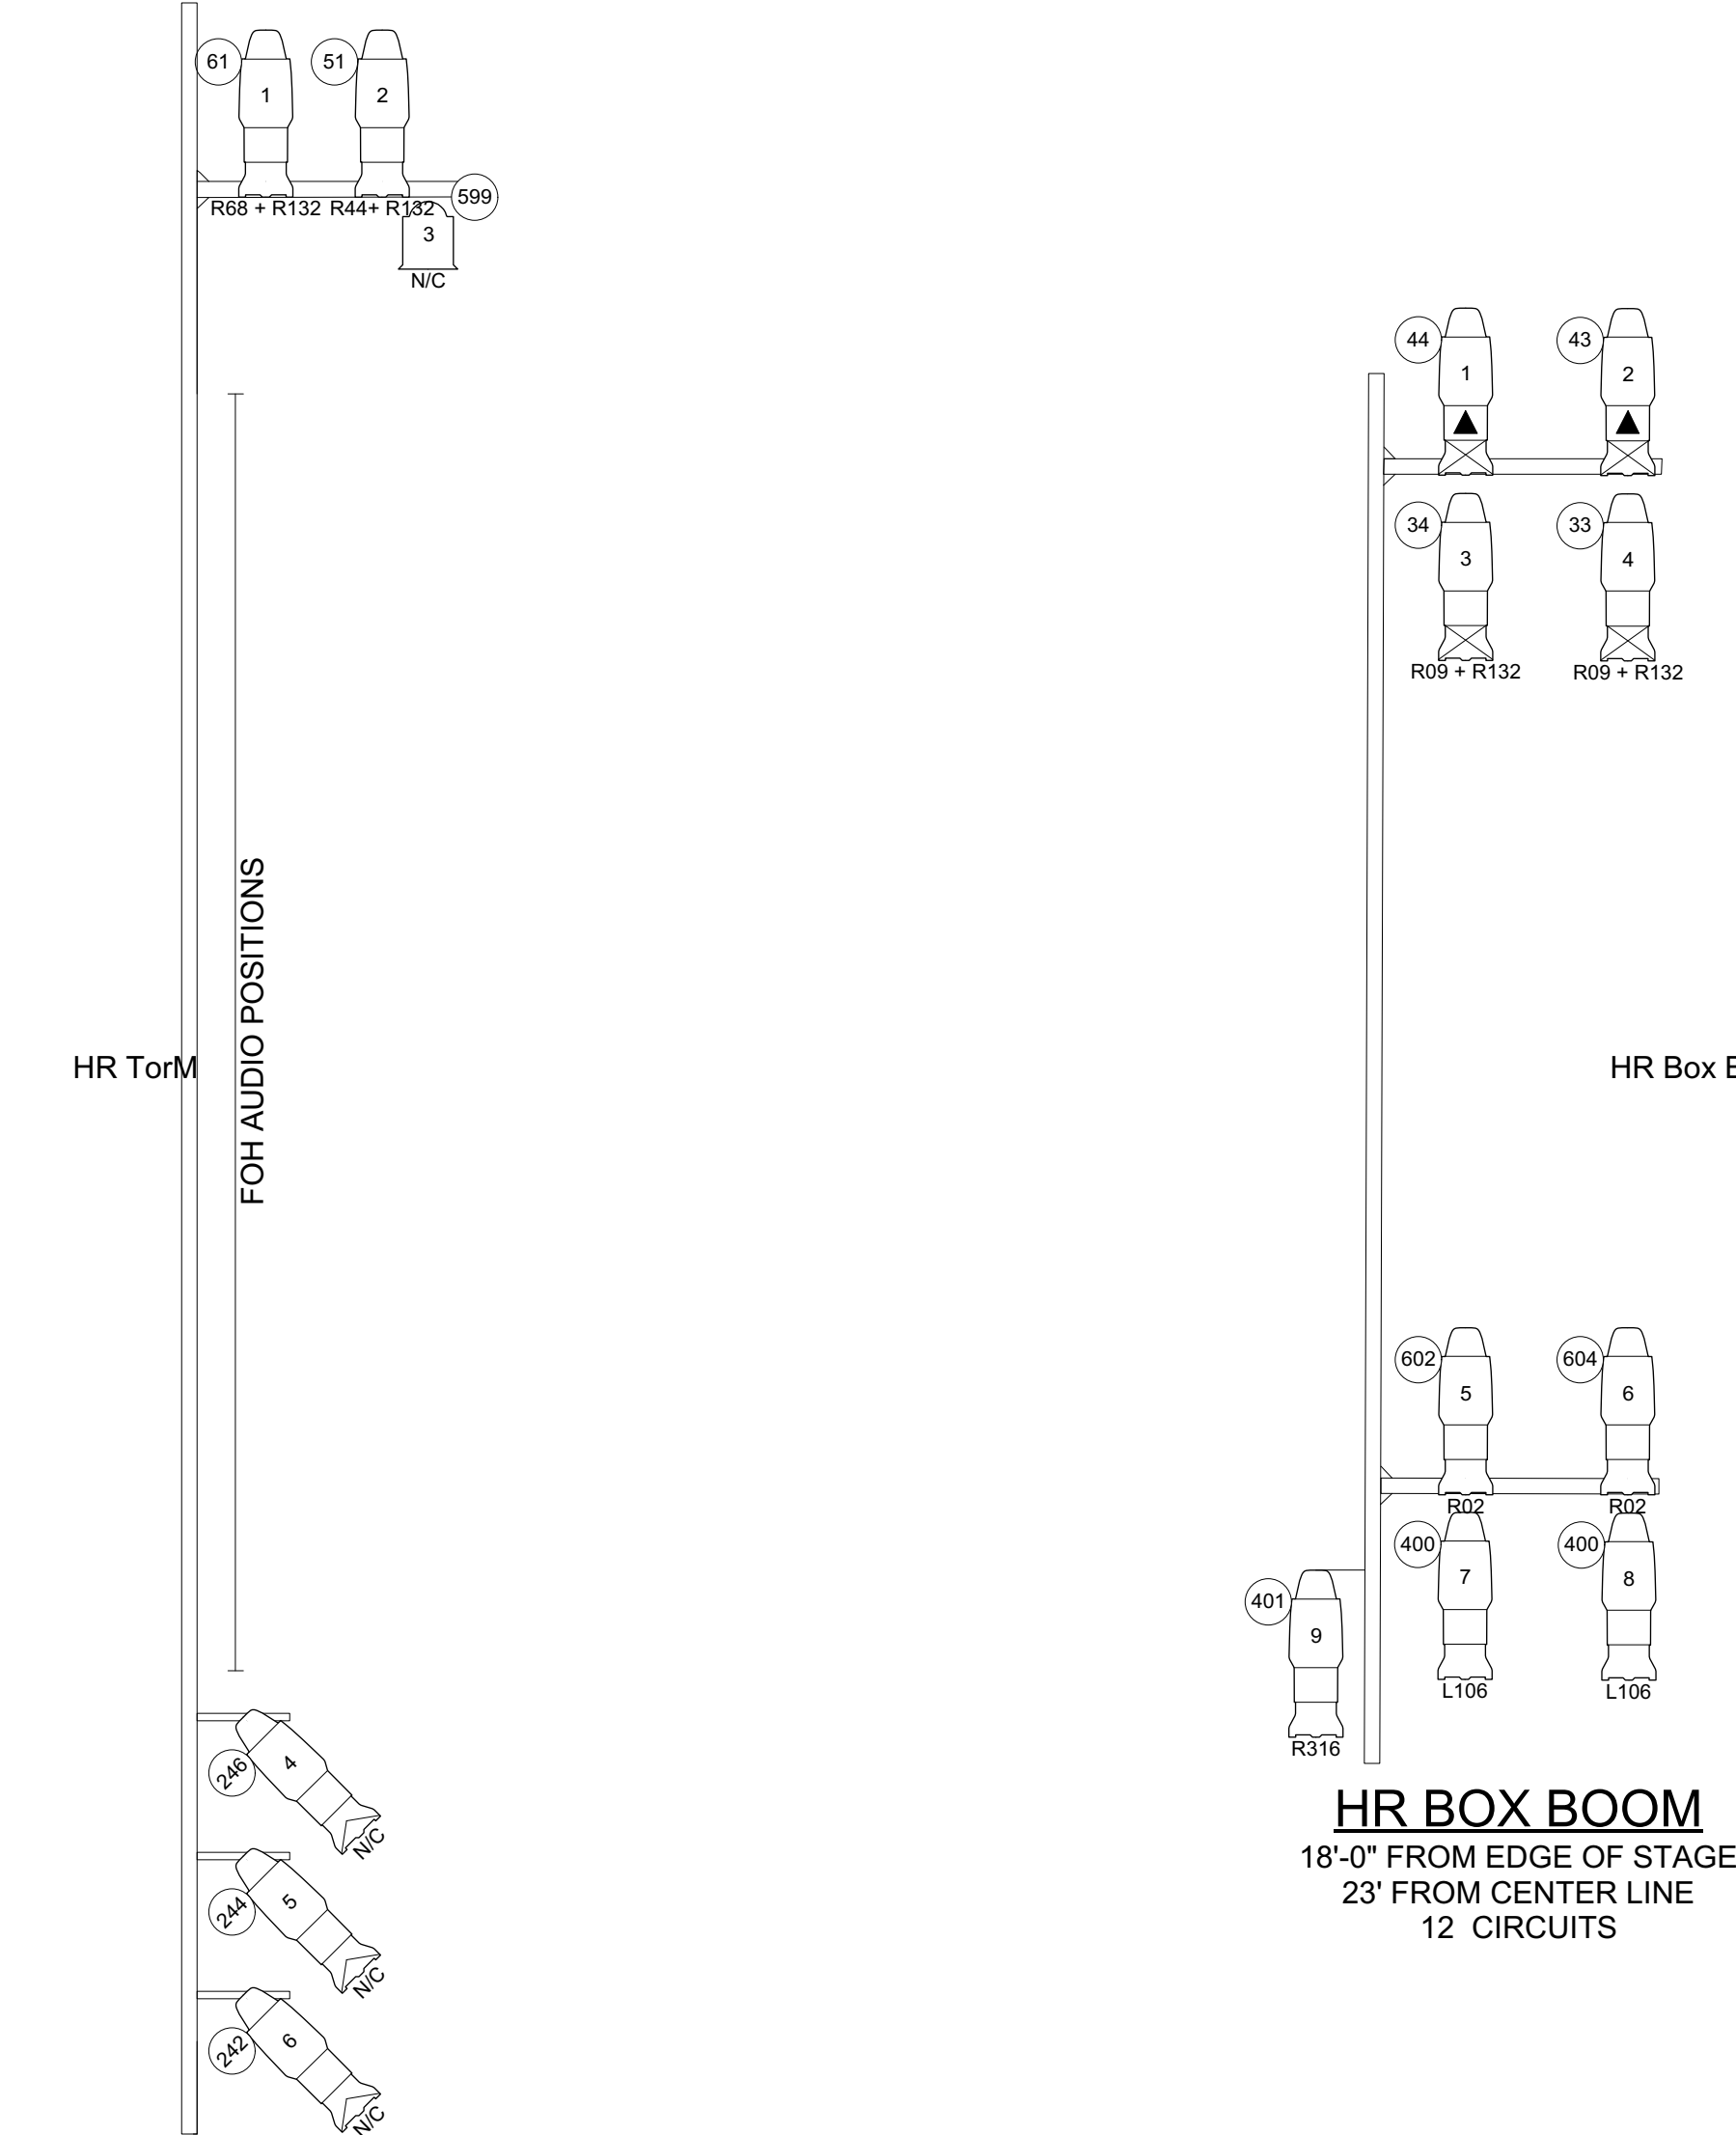 61
1
51
2
599
R68 + R132
R44+ R132
3
N/C
FOH AUDIO POSITIONS
HR TorM
246
4
N/C
244
5
N/C
242
6
N/C
44
1
43
2
34
3
33
4
R09 + R132
R09 + R132
HR Box
602
5
604
6
R02
R02
400
7
400
8
L106
L106
401
9
R316
HR BOX BOOM
18'-0" FROM EDGE OF STAGE
23' FROM CENTER LINE
12 CIRCUITS